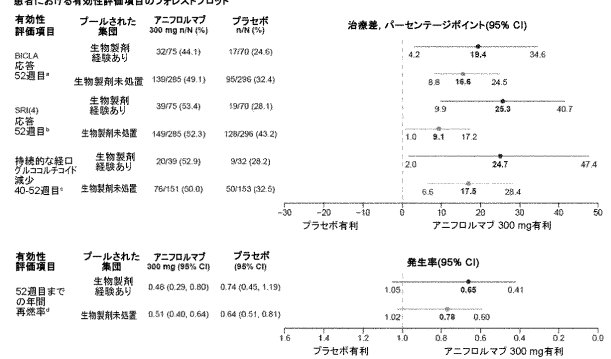 患者における有効性評価項目のフォレストプロット
有効性 プールされた アニフロルマブ プラセボ 治療差, パーセンテージポイント(95% CI)
評価項目 集団 300 mg n/N (%) n/N (%)
BICLA 応答 52週目ᵃ
生物製剤経験あり 32/75 (44.1) 17/70 (24.6) 4.2 19.4 34.6
生物製剤未処置 139/285 (49.1) 95/296 (32.4) 8.8 16.6 24.5
SRI(4) 応答 52週目ᵇ
生物製剤経験あり 39/75 (53.4) 19/70 (28.1) 9.9 25.3 40.7
生物製剤未処置 149/285 (52.3) 128/296 (43.2) 1.0 9.1 17.2
持続的な経口グルココルチコイド減少 40-52週目ᶜ
生物製剤経験あり 20/39 (52.9) 9/32 (28.2) 2.0 24.7 47.4
生物製剤未処置 76/151 (50.0) 50/153 (32.5) 6.6 17.5 28.4
-30 -20 -10 0 10 20 30 40 50
プラセボ有利 アニフロルマブ 300 mg有利
有効性 プールされた アニフロルマブ プラセボ 発生率(95% CI)
評価項目 集団 300 mg (95% CI) (95% CI)
52週目までの年間再燃率ᵈ
生物製剤経験あり 0.48 (0.29, 0.80) 0.74 (0.45, 1.19) 1.05 0.65 0.41
生物製剤未処置 0.51 (0.40, 0.64) 0.64 (0.51, 0.81) 1.02 0.78 0.60
1.6 1.4 1.2 1.0 0.8 0.6 0.4 0.2 0.0
プラセボ有利 アニフロルマブ 300 mg有利